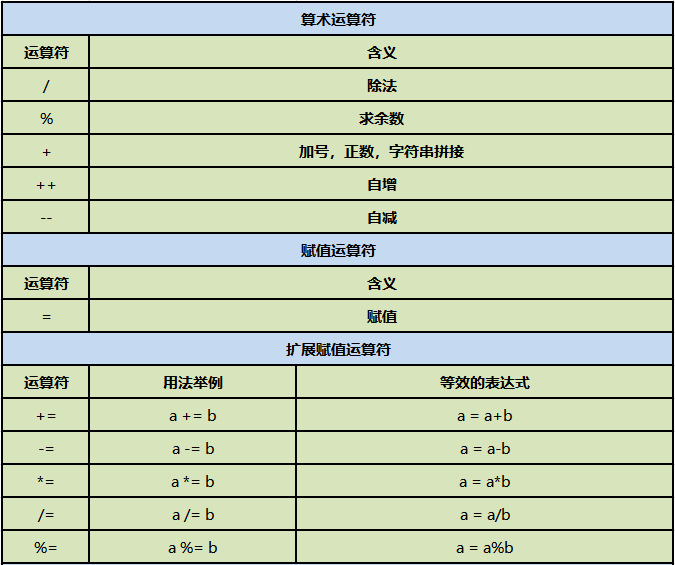 算术运算符
运算符 含义
/ 除法
% 求余数
+ 加号，正数，字符串拼接
++ 自增
-- 自减
赋值运算符
运算符 含义
= 赋值
扩展赋值运算符
运算符 用法举例 等效的表达式
+= a += b a = a+b
-= a -= b a = a-b
*= a *= b a = a*b
/= a /= b a = a/b
%= a %= b a = a%b